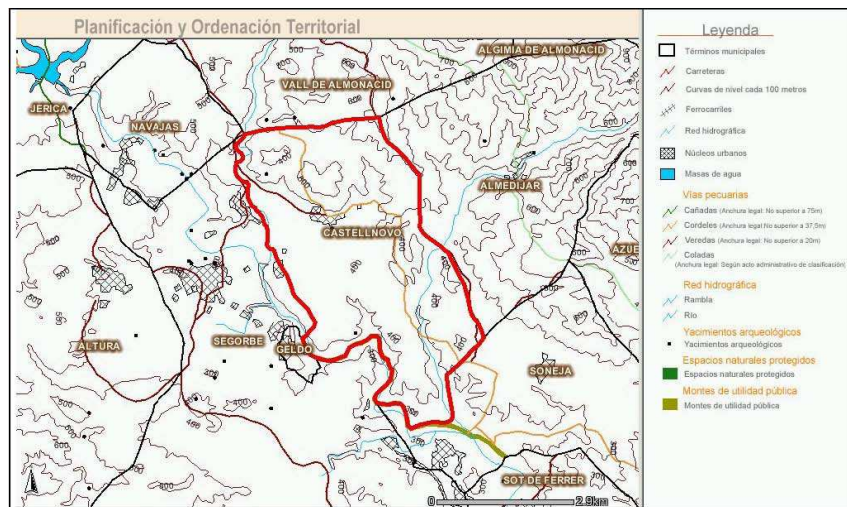 Planificación y Ordenación Territorial
ALGIMIA DE ALMONACID
VALL DE ALMONACID
JERICA
NAVAJAS
ALMEDIJAR
CASTELLNOVO
AZUE
ALTURA
SEGORBE
GELDO
SONEJA
SOT DE FERRER
0 2.9km
Leyenda
Términos municipales
Carreteras
Curvas de nivel cada 100 metros
Ferrocarriles
Red hidrográfica
Núcleos urbanos
Masas de agua
Vías pecuarias
Cañadas (Anchura legal: No superior a 75m)
Cordeles (Anchura legal: No superior a 37,5m)
Veredas (Anchura legal: No superior a 20m)
Coladas
(Anchura legal: Según acto administrativo de clasificación)
Red hidrográfica
Rambla
Río
Yacimientos arqueológicos
Yacimientos arqueológicos
Espacios naturales protegidos
Espacios naturales protegidos
Montes de utilidad pública
Montes de utilidad pública